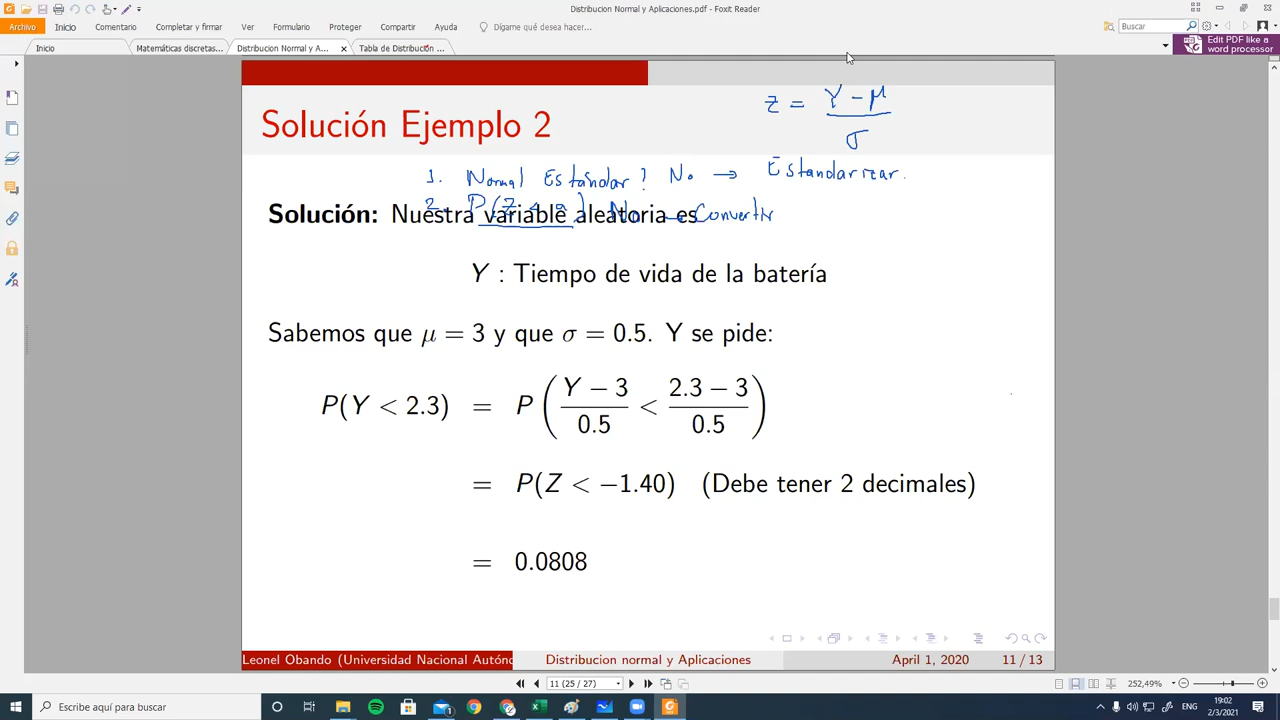 Distribucion Normal y Aplicaciones.pdf - Foxit Reader
Archivo Inicio Comentario Completar y firmar Ver Formulario Proteger Compartir Ayuda Dígame qué desea hacer... Buscar
Inicio Matemáticas discretas... Distribucion Normal y A... Tabla de Distribución ... Edit PDF like a
word processor
z = Y - μ / σ
Solución Ejemplo 2
1. Normal Estándar? No → Estandarizar.
2. P(Z < a) No → Convertir
Solución: Nuestra variable aleatoria es
Y : Tiempo de vida de la batería
Sabemos que μ = 3 y que σ = 0.5. Y se pide:
P(Y < 2.3) = P ( Y − 3 / 0.5 < 2.3 − 3 / 0.5 )
= P(Z < −1.40) (Debe tener 2 decimales)
= 0.0808
Leonel Obando (Universidad Nacional Autónc Distribucion normal y Aplicaciones April 1, 2020 11 / 13
11 (25 / 27) 252,49%
Escribe aquí para buscar ENG 19:02
2/3/2021